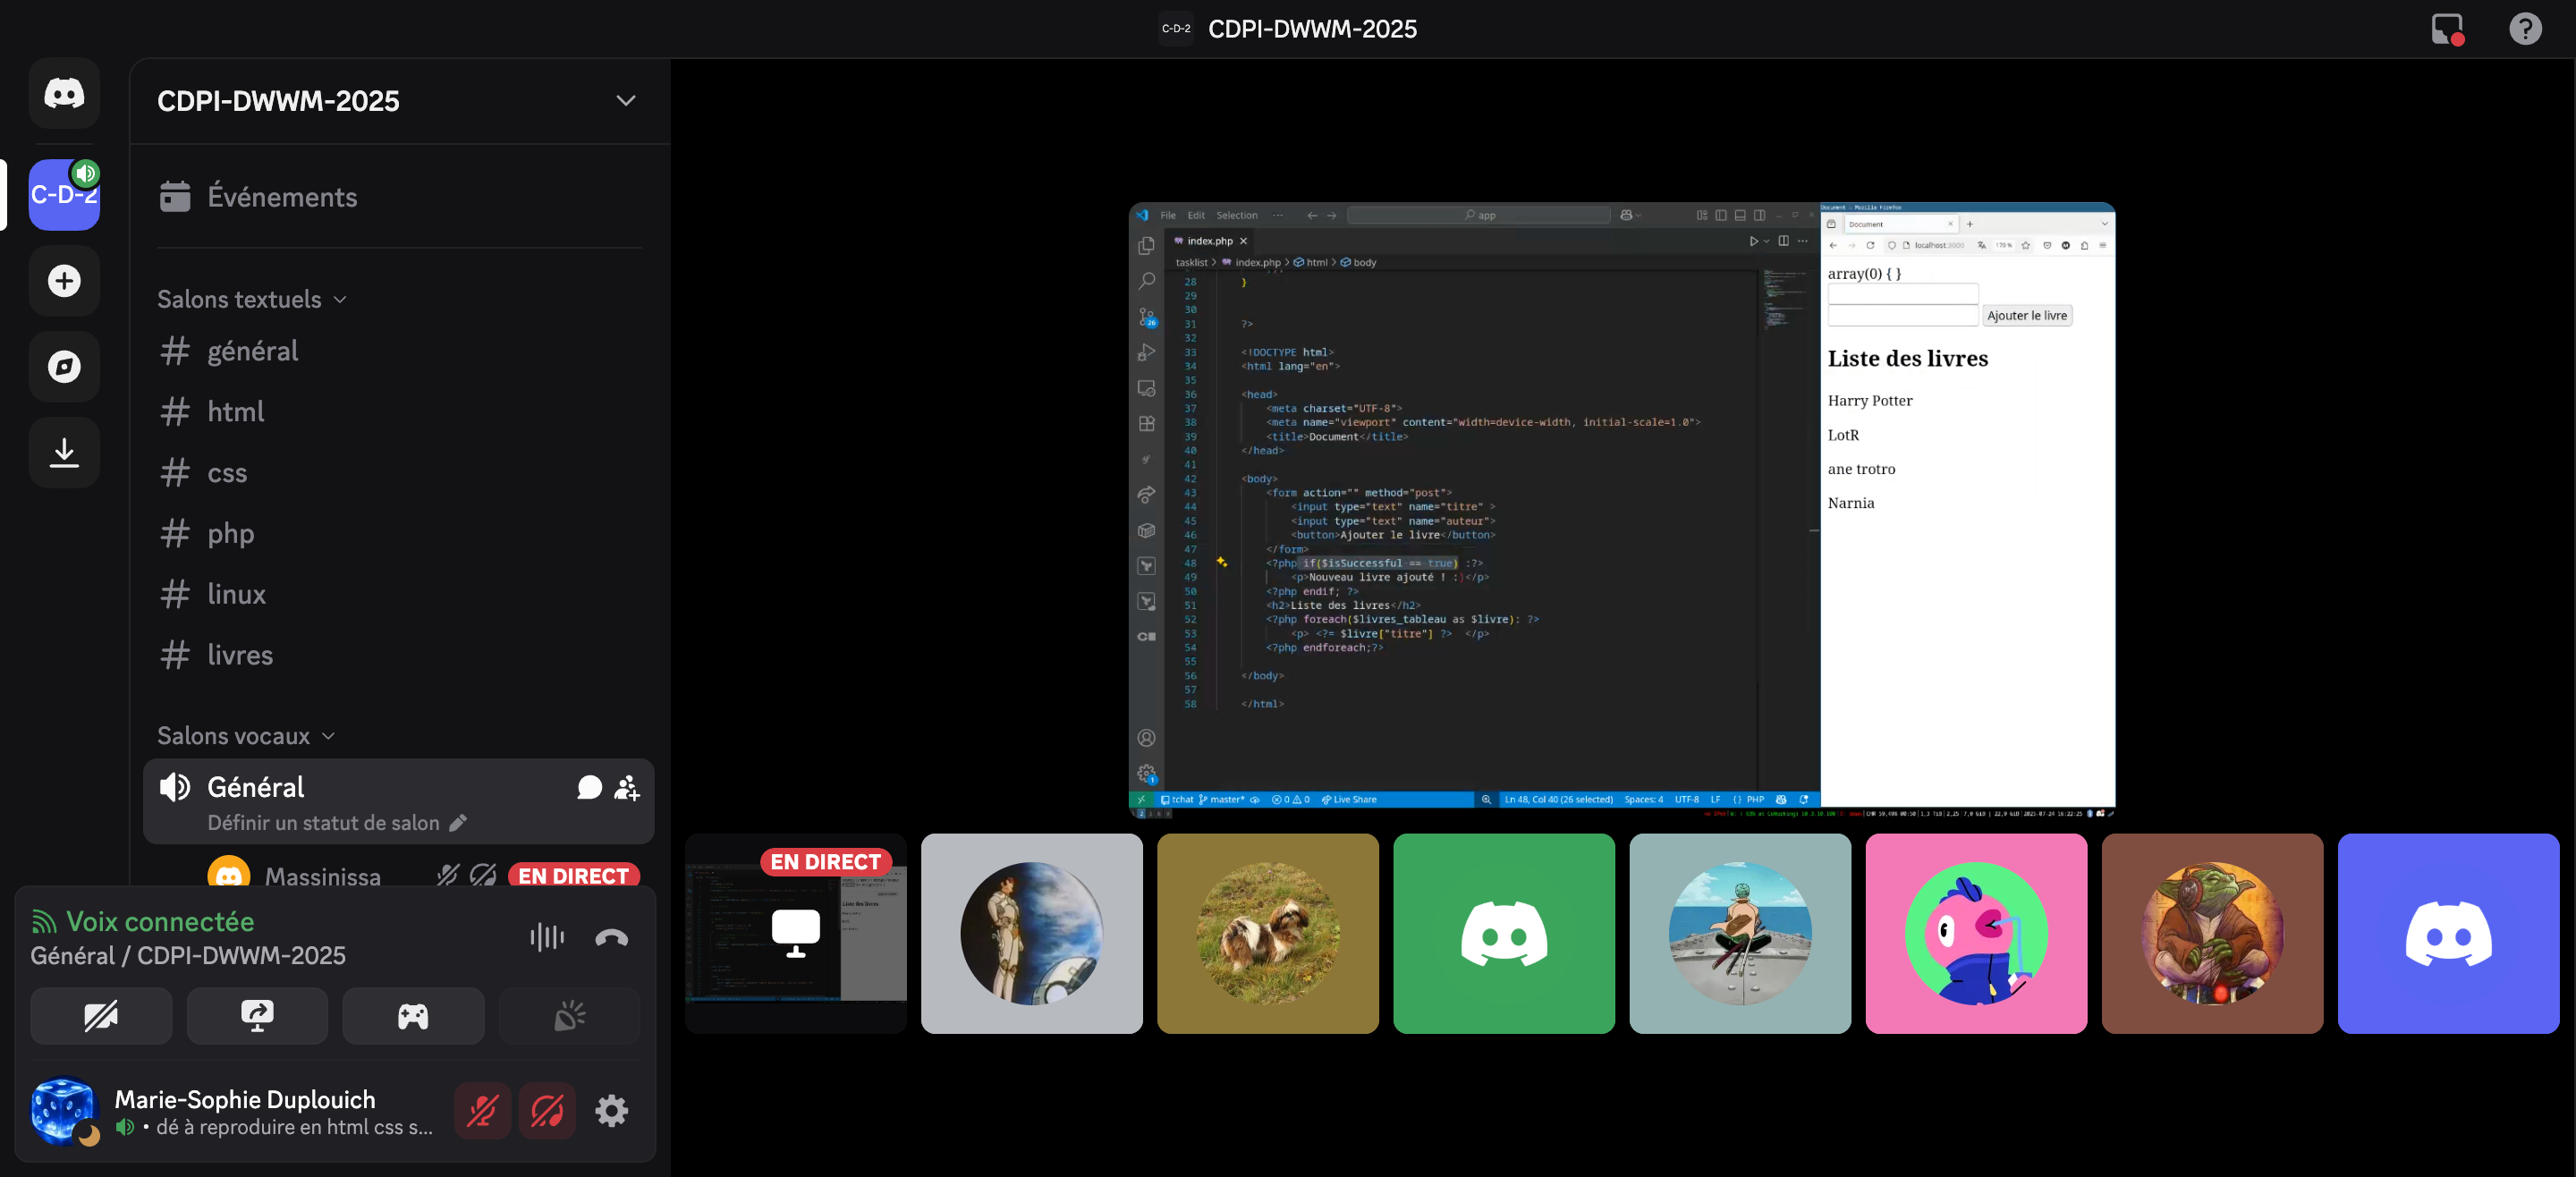 C-D-2 CDPI-DWWM-2025
CDPI-DWWM-2025
C-D-2
Événements
Salons textuels
général
html
css
php
linux
livres
Salons vocaux
Général
Définir un statut de salon
Massinissa EN DIRECT
Voix connectée
Général / CDPI-DWWM-2025
Marie-Sophie Duplouich
• dé à reproduire en html css s...
File Edit Selection ··· app
index.php
tasklist > index.php > html > body
28 }
29
30
31 ?>
32
33 <!DOCTYPE html>
34 <html lang="en">
35
36 <head>
37 <meta charset="UTF-8">
38 <meta name="viewport" content="width=device-width, initial-scale=1.0">
39 <title>Document</title>
40 </head>
41
42 <body>
43 <form action="" method="post">
44 <input type="text" name="titre" >
45 <input type="text" name="auteur">
46 <button>Ajouter le livre</button>
47 </form>
48 <?php if($isSuccessful == true) :?>
49 <p>Nouveau livre ajouté ! :)</p>
50 <?php endif; ?>
51 <h2>Liste des livres</h2>
52 <?php foreach($livres_tableau as $livre): ?>
53 <p> <?= $livre["titre"] ?> </p>
54 <?php endforeach;?>
55
56 </body>
57
58 </html>
26
1
tchat master* 0 0 Live Share Ln 48, Col 40 (26 selected) Spaces: 4 UTF-8 LF {} PHP
Document — Mozilla Firefox
Document
localhost:3000 170 %
array(0) { }
Ajouter le livre
Liste des livres
Harry Potter
LotR
ane trotro
Narnia
EN DIRECT